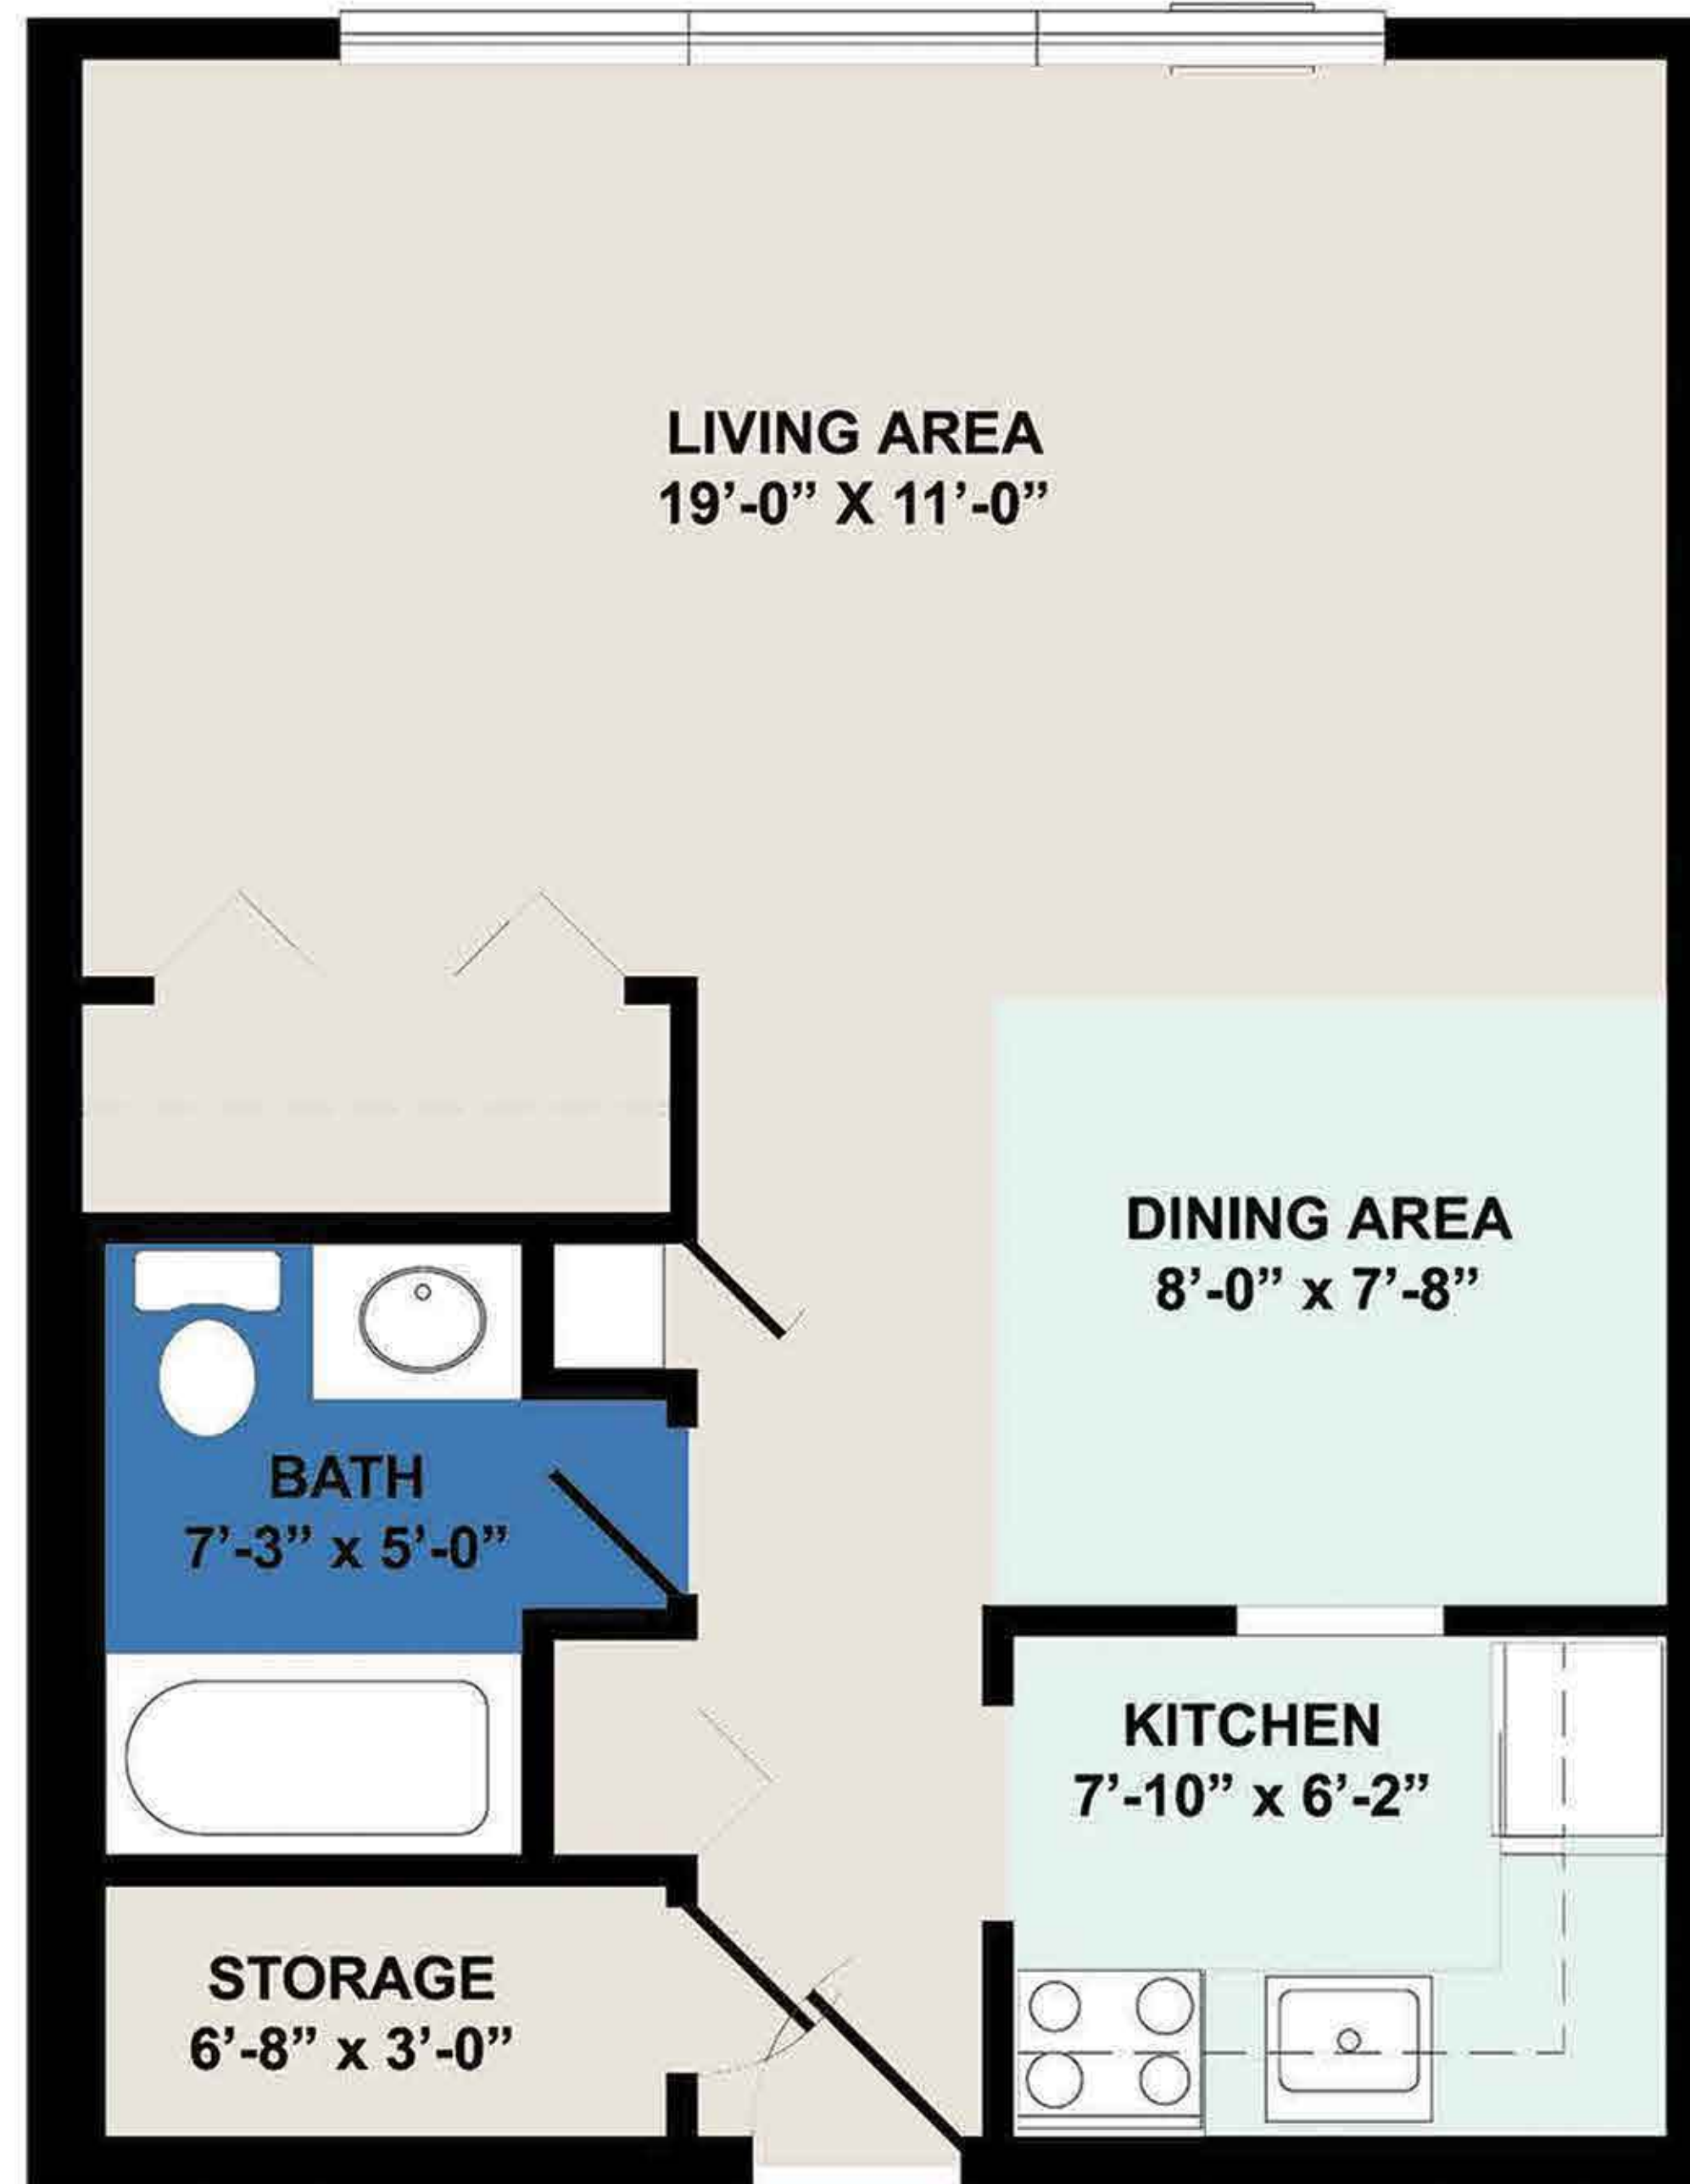 LIVING AREA
19’-0” X 11’-0”
DINING AREA
8’-0” x 7’-8”
BATH
7’-3” x 5’-0”
KITCHEN
7’-10” x 6’-2”
STORAGE
6’-8” x 3’-0”